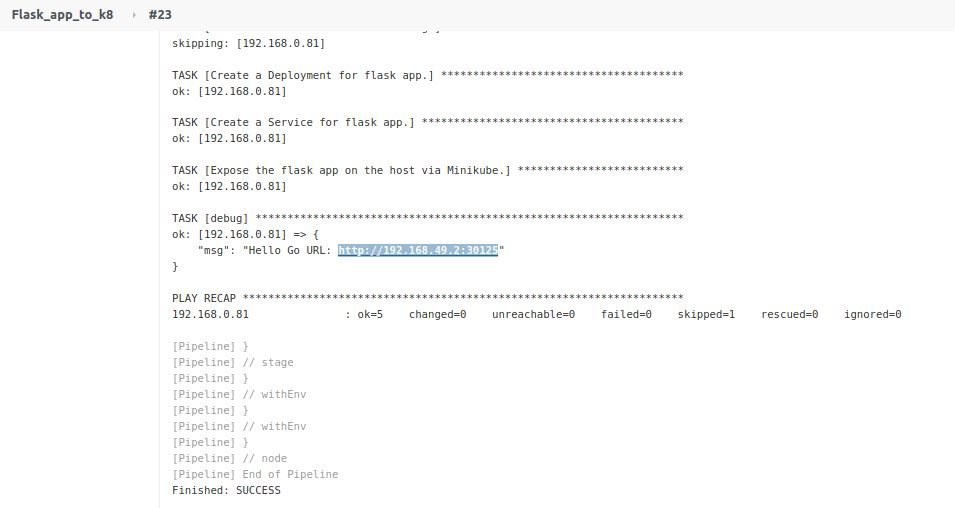 Flask_app_to_k8 › #23
skipping: [192.168.0.81]
TASK [Create a Deployment for flask app.] **************************************
ok: [192.168.0.81]
TASK [Create a Service for flask app.] *****************************************
ok: [192.168.0.81]
TASK [Expose the flask app on the host via Minikube.] **************************
ok: [192.168.0.81]
TASK [debug] *******************************************************************
ok: [192.168.0.81] => {
    "msg": "Hello Go URL: http://192.168.49.2:30125"
}
PLAY RECAP *********************************************************************
192.168.0.81               : ok=5    changed=0    unreachable=0    failed=0    skipped=1    rescued=0    ignored=0
[Pipeline] }
[Pipeline] // stage
[Pipeline] }
[Pipeline] // withEnv
[Pipeline] }
[Pipeline] // withEnv
[Pipeline] }
[Pipeline] // node
[Pipeline] End of Pipeline
Finished: SUCCESS